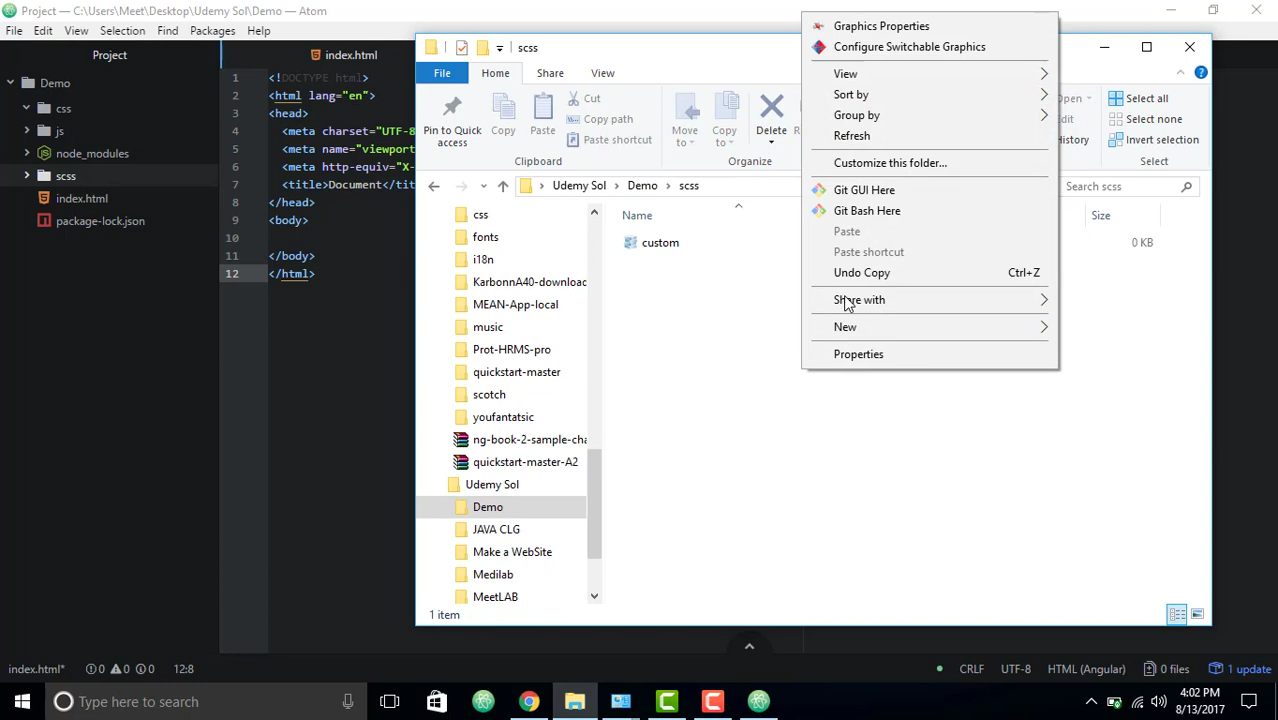 Project — C:\Users\Meet\Desktop\Udemy Sol\Demo — Atom
File Edit View Selection Find Packages Help
Project
Demo
css
js
node_modules
scss
index.html
package-lock.json
index.html
1 <!DOCTYPE html>
2 <html lang="en">
3 <head>
4 <meta charset="UTF-8
5 <meta name="viewport
6 <meta http-equiv="X-
7 <title>Document</tit
8 </head>
9 <body>
10
11 </body>
12 </html>
scss
File Home Share View
Pin to Quick access
Copy
Paste
Cut
Copy path
Paste shortcut
Clipboard
Move to
Copy to
Delete
Organize
Open
Edit
History
Select all
Select none
Invert selection
Select
Udemy Sol Demo scss
Search scss
css
fonts
i18n
KarbonnA40-download
MEAN-App-local
music
Prot-HRMS-pro
quickstart-master
scotch
youfantatsic
ng-book-2-sample-cha
quickstart-master-A2
Udemy Sol
Demo
JAVA CLG
Make a WebSite
Medilab
MeetLAB
Name
Size
custom
0 KB
1 item
Graphics Properties
Configure Switchable Graphics
View
Sort by
Group by
Refresh
Customize this folder...
Git GUI Here
Git Bash Here
Paste
Paste shortcut
Undo Copy Ctrl+Z
Share with
New
Properties
index.html* 0 0 0 12:8
CRLF UTF-8 HTML (Angular) 0 files 1 update
Type here to search
4:02 PM
8/13/2017